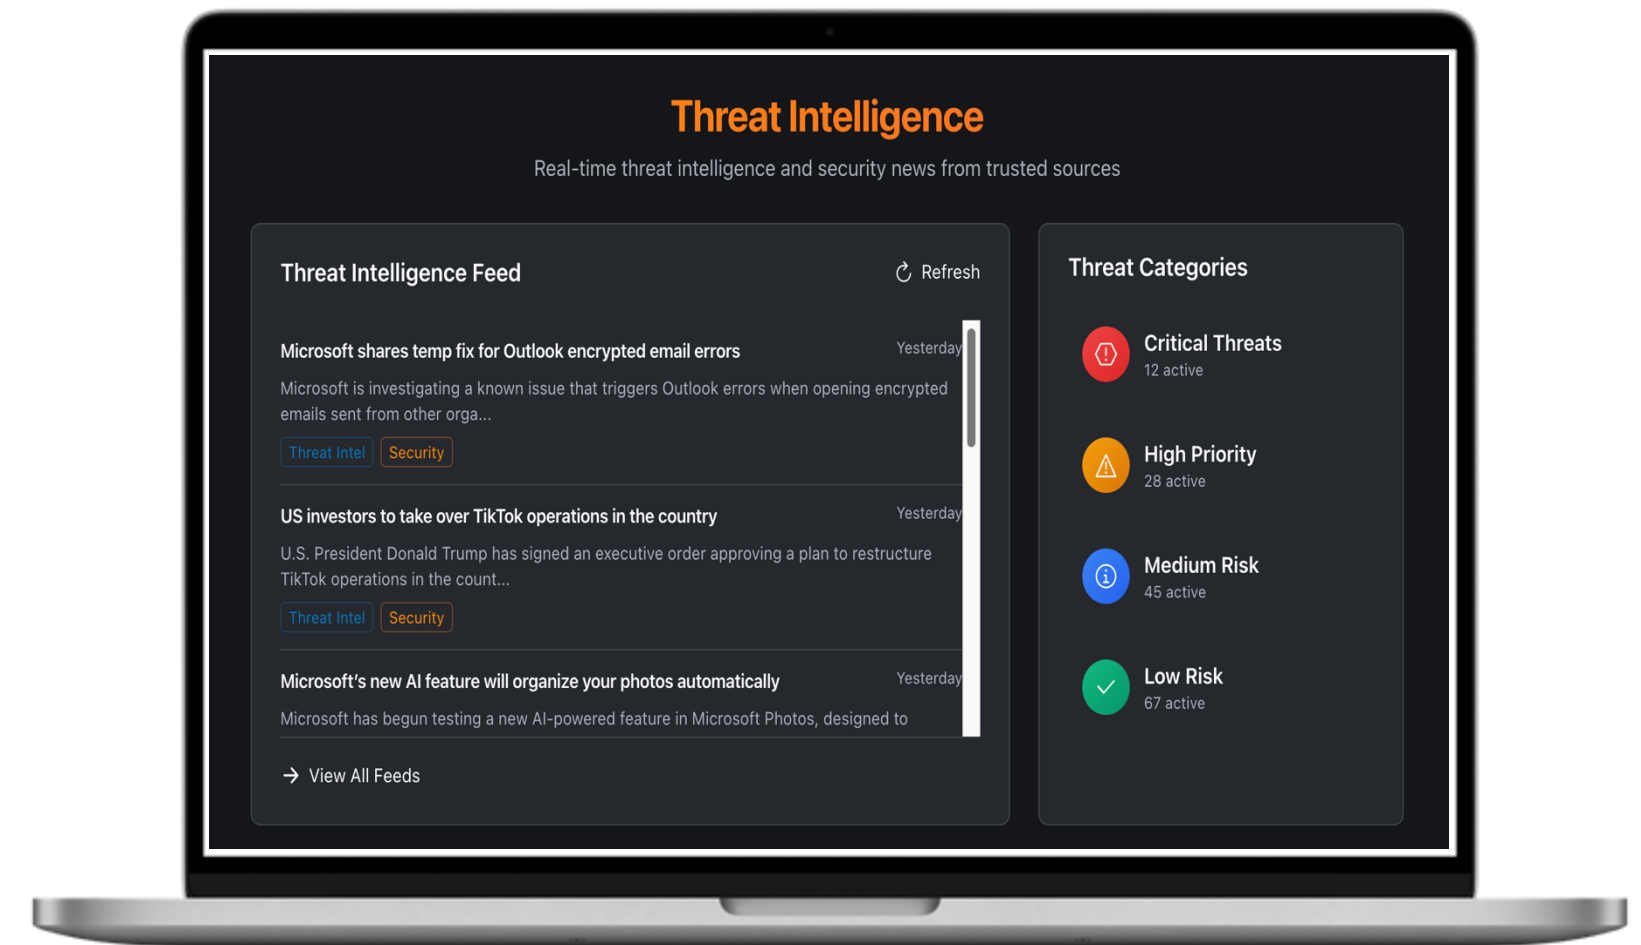 Threat Intelligence
Real-time threat intelligence and security news from trusted sources
Threat Intelligence Feed
Refresh
Microsoft shares temp fix for Outlook encrypted email errors
Yesterday
Microsoft is investigating a known issue that triggers Outlook errors when opening encrypted
emails sent from other orga...
Threat Intel
Security
US investors to take over TikTok operations in the country
Yesterday
U.S. President Donald Trump has signed an executive order approving a plan to restructure
TikTok operations in the count...
Threat Intel
Security
Microsoft's new AI feature will organize your photos automatically
Yesterday
Microsoft has begun testing a new AI-powered feature in Microsoft Photos, designed to
View All Feeds
Threat Categories
Critical Threats
12 active
High Priority
28 active
Medium Risk
45 active
Low Risk
67 active